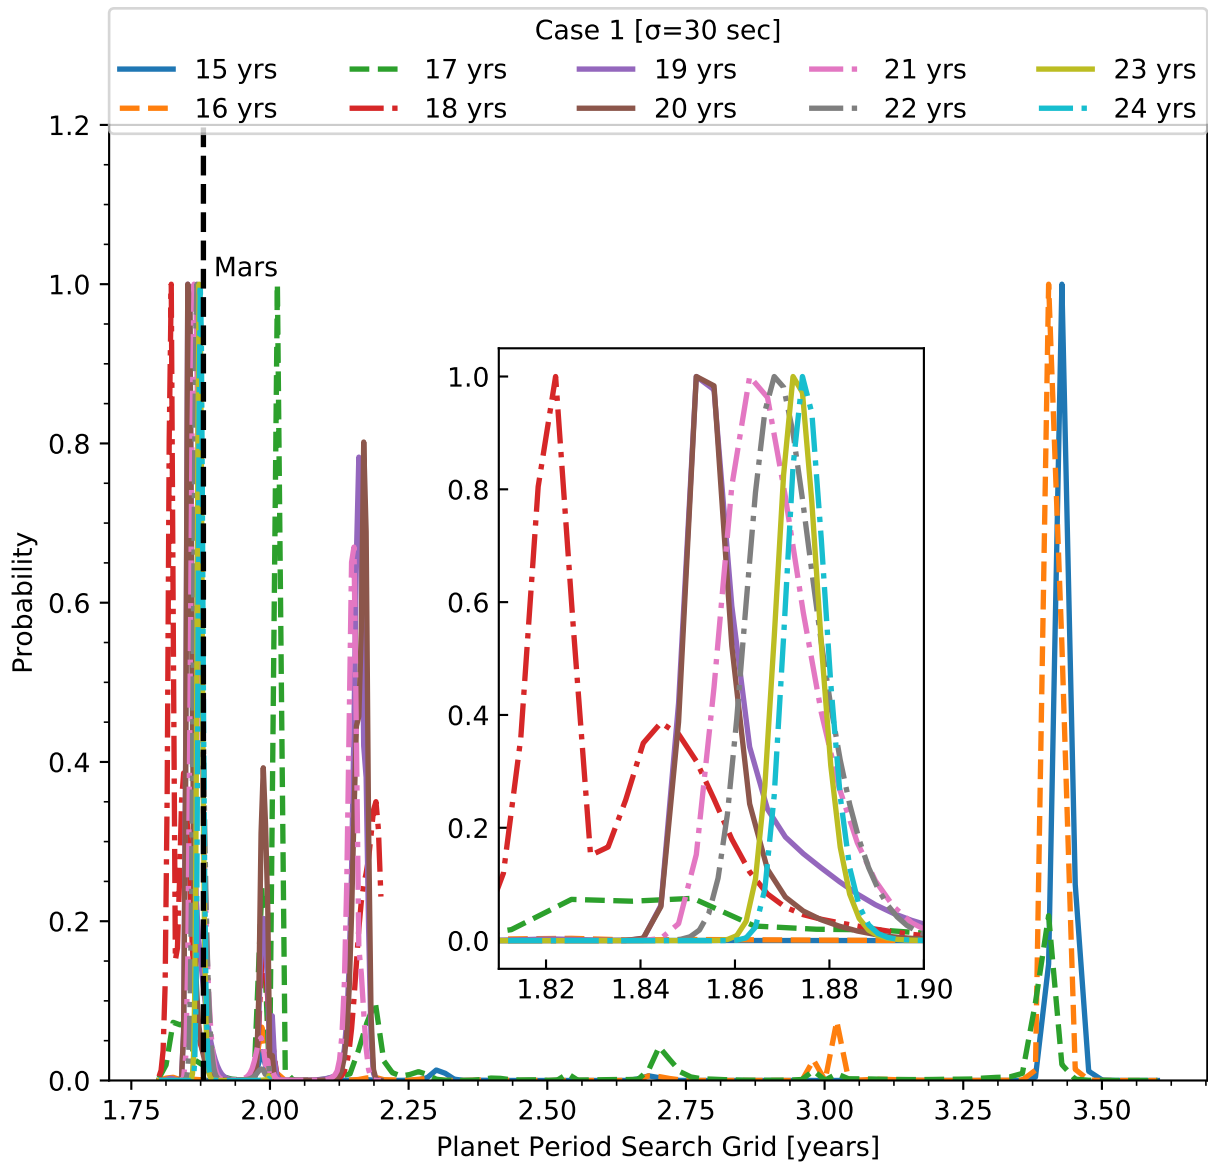 Case 1 [σ=30 sec]
15 yrs 17 yrs 19 yrs 21 yrs 23 yrs
16 yrs 18 yrs 20 yrs 22 yrs 24 yrs
1.2
Mars
1.0
0.8
0.6
0.4
0.2
0.0
Probability
1.0
0.8
0.6
0.4
0.2
0.0
1.82 1.84 1.86 1.88 1.90
1.75 2.00 2.25 2.50 2.75 3.00 3.25 3.50
Planet Period Search Grid [years]